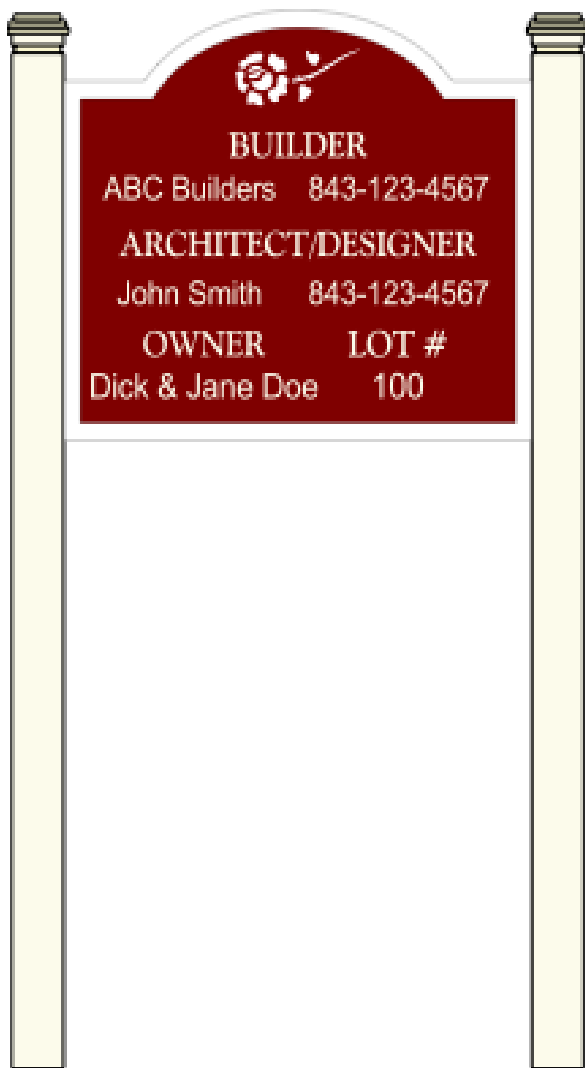 BUILDER
ABC Builders 843-123-4567
ARCHITECT/DESIGNER
John Smith 843-123-4567
OWNER LOT #
Dick & Jane Doe 100